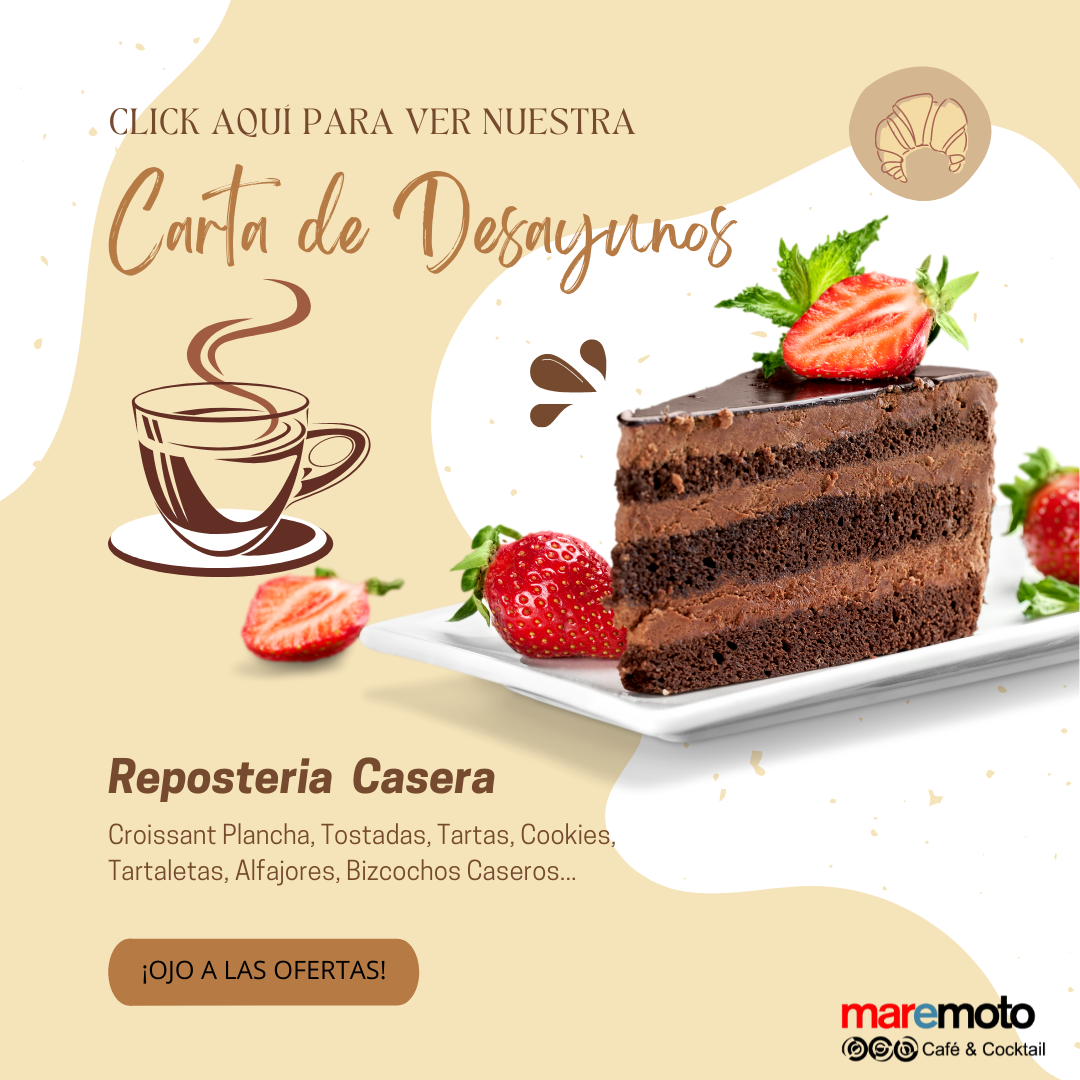 CLICK AQUÍ PARA VER NUESTRA
Carta de Desayunos
Reposteria Casera
Croissant Plancha, Tostadas, Tartas, Cookies,
Tartaletas, Alfajores, Bizcochos Caseros...
¡OJO A LAS OFERTAS!
maremoto
Café & Cocktail